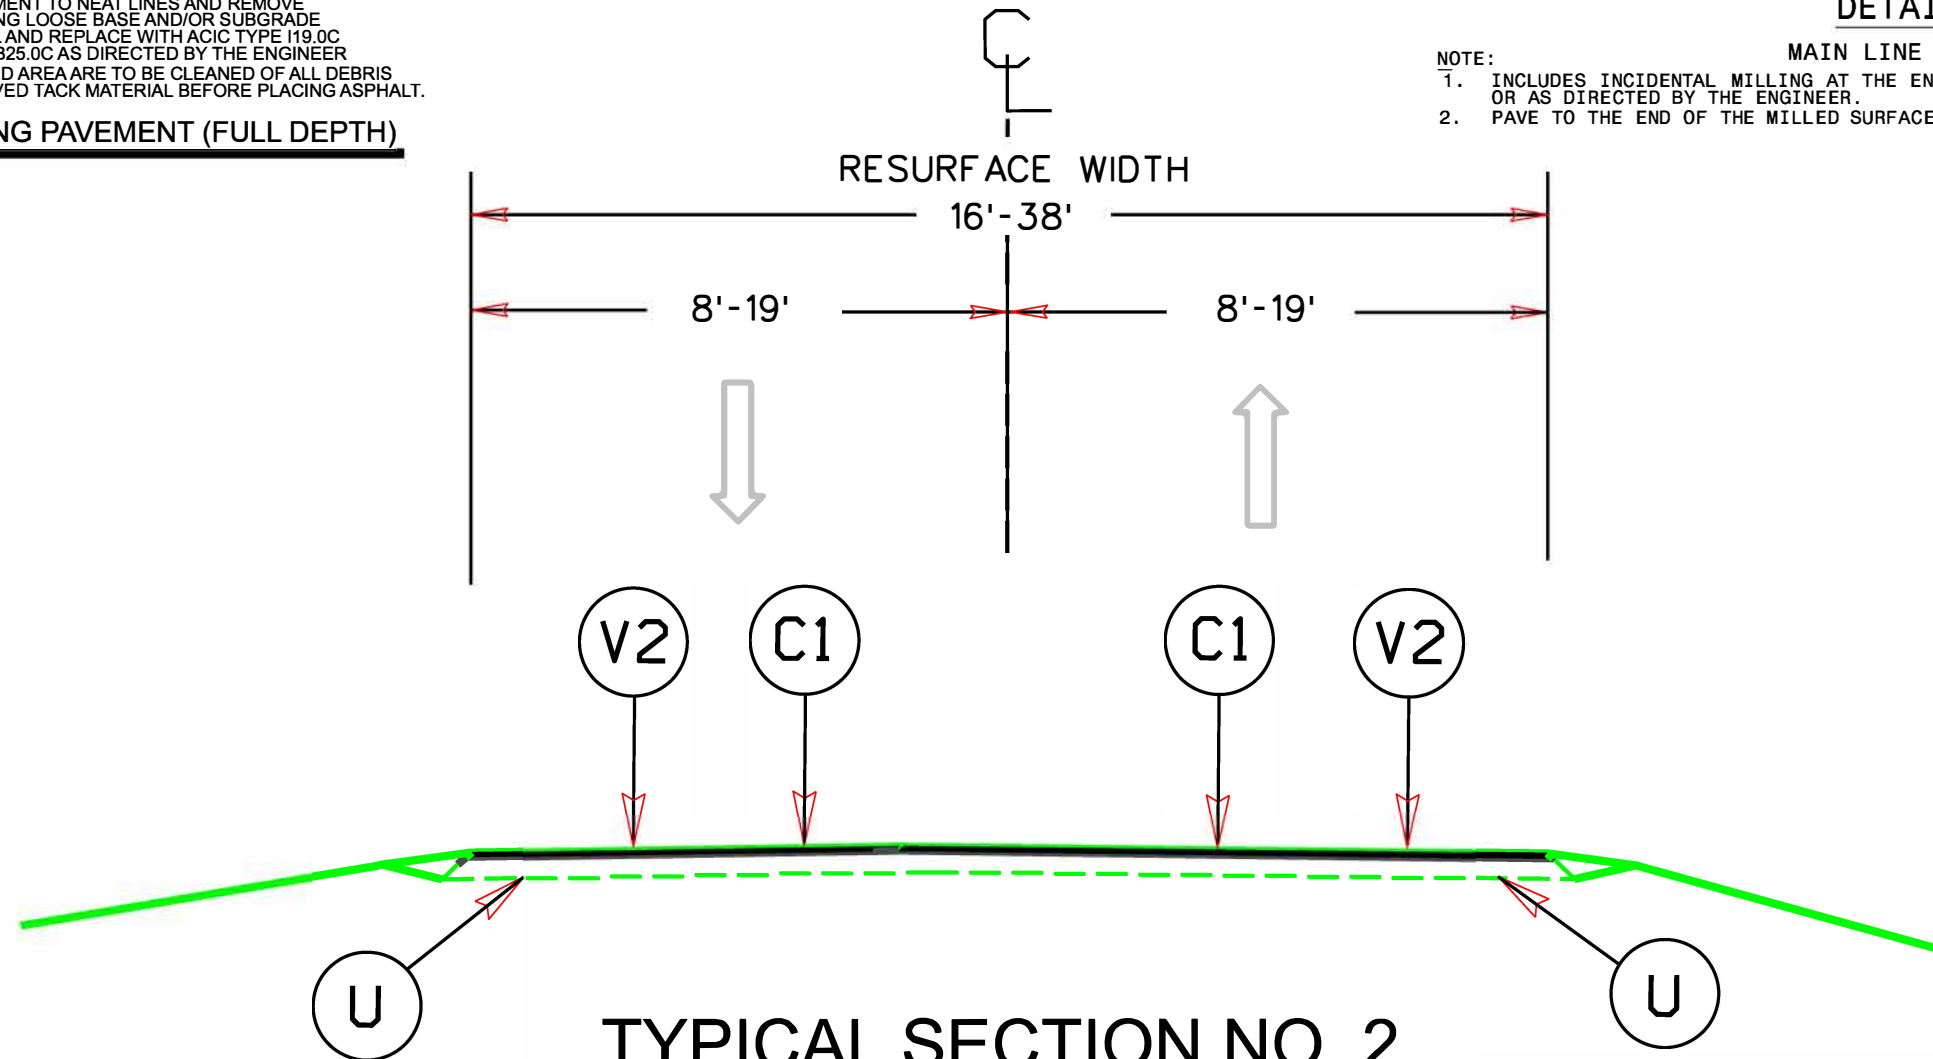 MENT TO NEAT LINES AND REMOVE
NG LOOSE BASE AND/OR SUBGRADE
AND REPLACE WITH ACIC TYPE I19.0C
B25.0C AS DIRECTED BY THE ENGINEER
D AREA ARE TO BE CLEANED OF ALL DEBRIS
VED TACK MATERIAL BEFORE PLACING ASPHALT.
NG PAVEMENT (FULL DEPTH)
CL
DETAI
MAIN LINE
NOTE:
1. INCLUDES INCIDENTAL MILLING AT THE EN
OR AS DIRECTED BY THE ENGINEER.
2. PAVE TO THE END OF THE MILLED SURFACE
RESURFACE WIDTH
16'-38'
8'-19' 8'-19'
V2 C1 C1 V2
U U
TYPICAL SECTION NO. 2